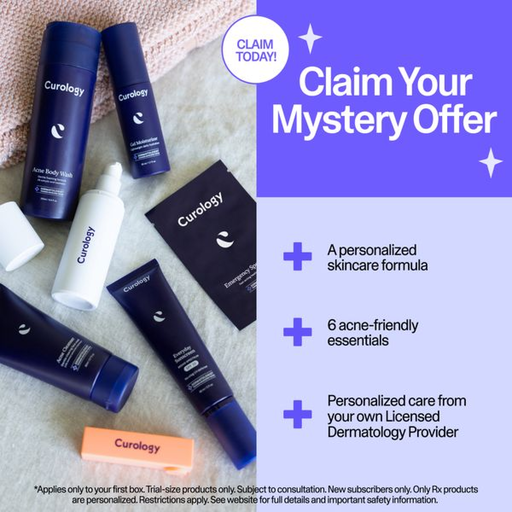 Curology
Acne Body Wash
Curology
Gel Moisturizer
Curology
Curology
Emergency Spot
Acne Cleanser
Curology
Everyday
Sunscreen
Curology
CLAIM
TODAY!
Claim Your
Mystery Offer
A personalized
skincare formula
6 acne-friendly
essentials
Personalized care from
your own Licensed
Dermatology Provider
*Applies only to your first box. Trial-size products only. Subject to consultation. New subscribers only. Only Rx products
are personalized. Restrictions apply. See website for full details and important safety information.